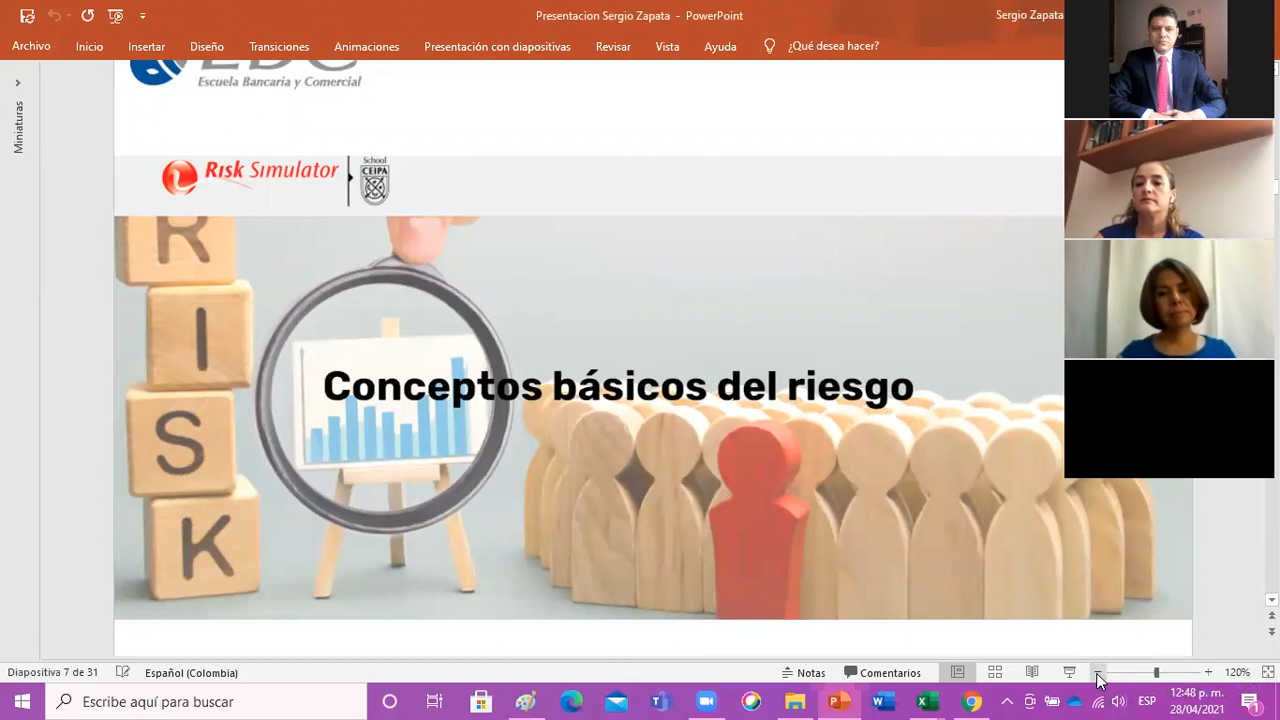 Presentacion Sergio Zapata - PowerPoint
Sergio Zapata
Archivo Inicio Insertar Diseño Transiciones Animaciones Presentación con diapositivas Revisar Vista Ayuda ¿Qué desea hacer?
Miniaturas
EBC
Escuela Bancaria y Comercial
Risk Simulator
School
CEIPA
R
I
S
K
Conceptos básicos del riesgo
Diapositiva 7 de 31 Español (Colombia) Notas Comentarios 120%
Escribe aquí para buscar ESP 12:48 p. m.
28/04/2021
1